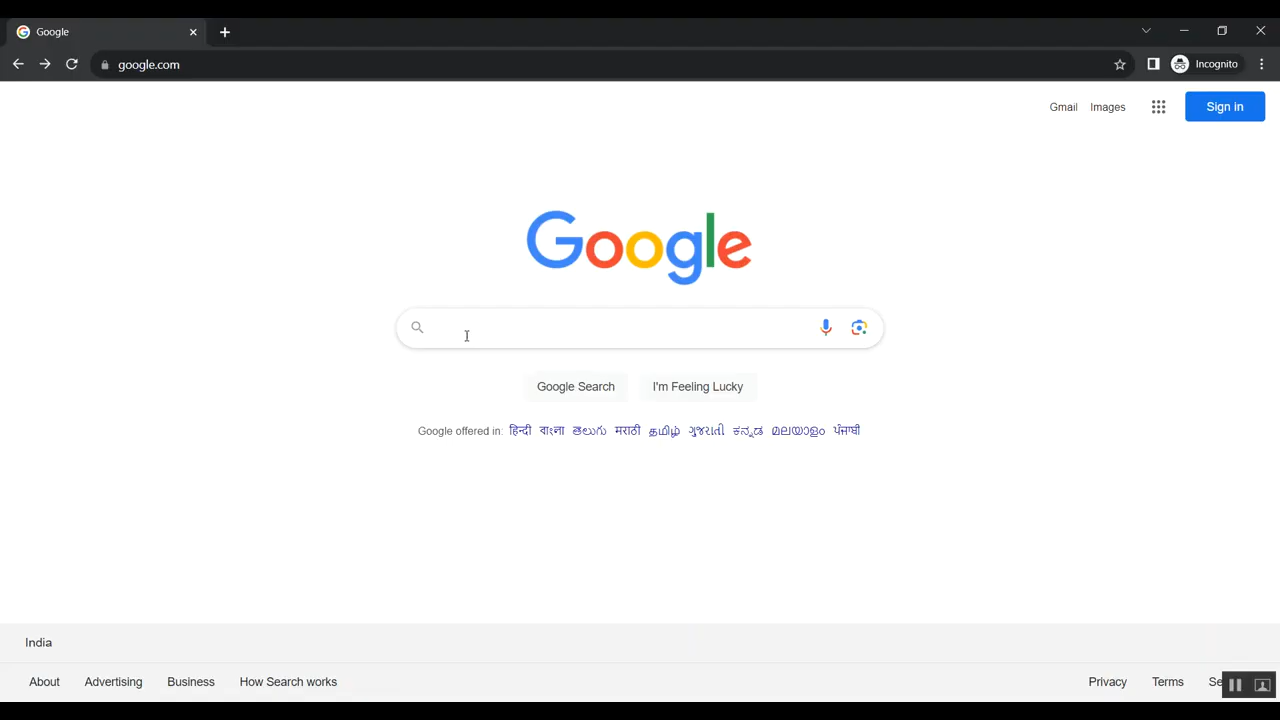 Google
google.com
Incognito
Gmail Images Sign in
Google
Google Search I'm Feeling Lucky
Google offered in: हिन्दी বাংলা తెలుగు मराठी தமிழ் ગુજરાતી ಕನ್ನಡ മലയാളം ਪੰਜਾਬੀ
India
About Advertising Business How Search works Privacy Terms Se